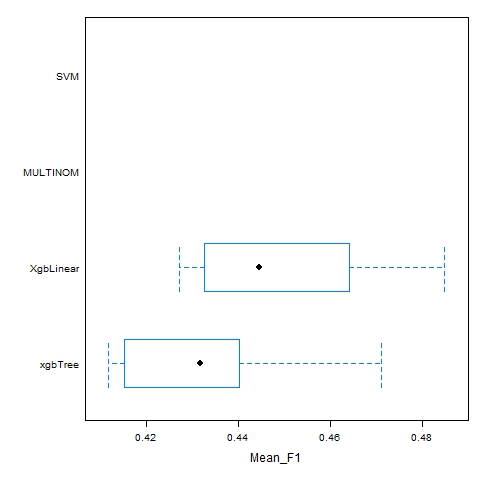 SVM
MULTINOM
XgbLinear
xgbTree
0.42 0.44 0.46 0.48
Mean_F1